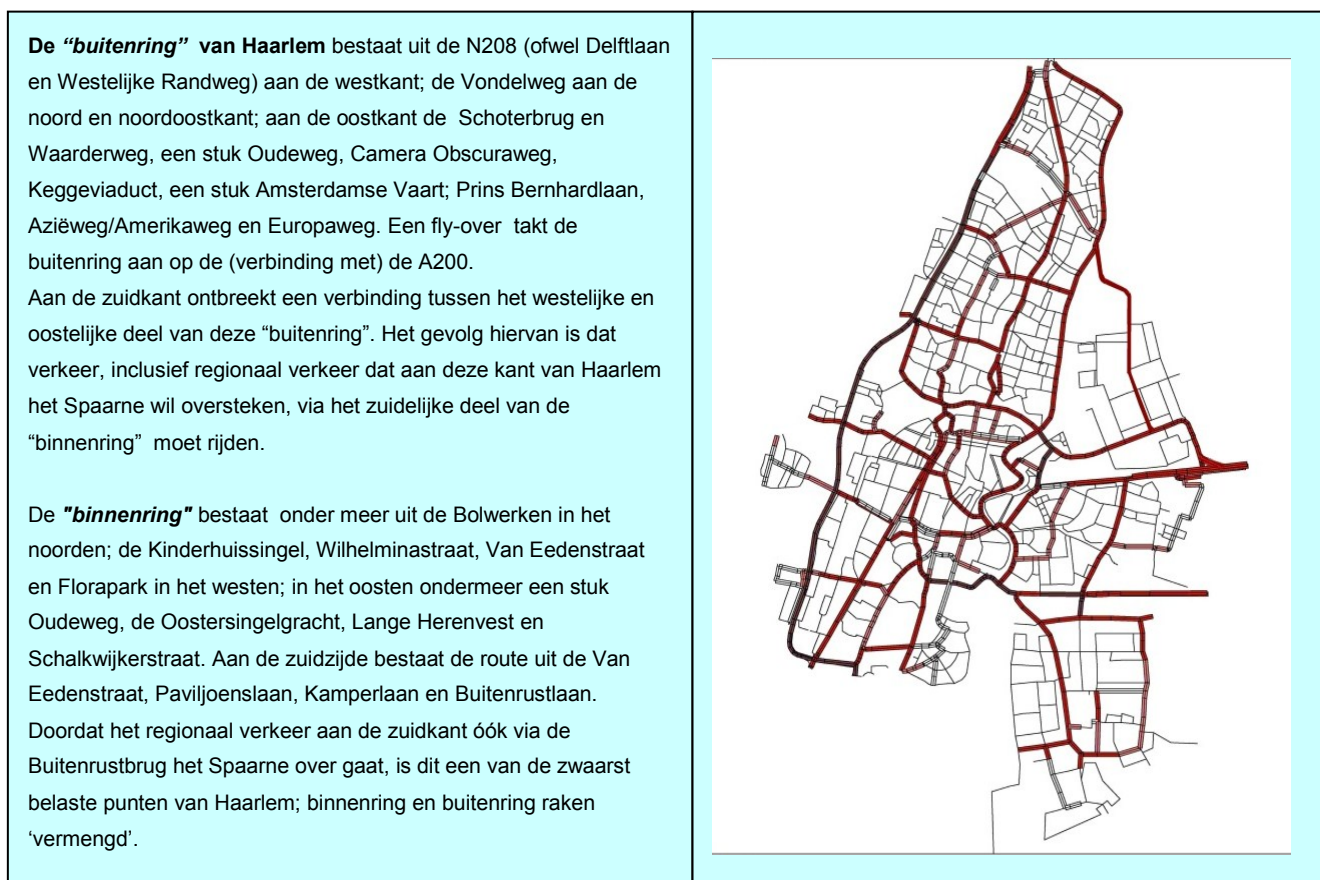 De “buitenring” van Haarlem bestaat uit de N208 (ofwel Delftlaan
en Westelijke Randweg) aan de westkant; de Vondelweg aan de
noord en noordoostkant; aan de oostkant de Schoterbrug en
Waarderweg, een stuk Oudeweg, Camera Obscuraweg,
Keggeviaduct, een stuk Amsterdamse Vaart; Prins Bernhardlaan,
Aziëweg/Amerikaweg en Europaweg. Een fly-over takt de
buitenring aan op de (verbinding met) de A200.
Aan de zuidkant ontbreekt een verbinding tussen het westelijke en
oostelijke deel van deze “buitenring”. Het gevolg hiervan is dat
verkeer, inclusief regionaal verkeer dat aan deze kant van Haarlem
het Spaarne wil oversteken, via het zuidelijke deel van de
“binnenring” moet rijden.
De "binnenring" bestaat onder meer uit de Bolwerken in het
noorden; de Kinderhuissingel, Wilhelminastraat, Van Eedenstraat
en Florapark in het westen; in het oosten ondermeer een stuk
Oudeweg, de Oostersingelgracht, Lange Herenvest en
Schalkwijkerstraat. Aan de zuidzijde bestaat de route uit de Van
Eedenstraat, Paviljoenslaan, Kamperlaan en Buitenrustlaan.
Doordat het regionaal verkeer aan de zuidkant óók via de
Buitenrustbrug het Spaarne over gaat, is dit een van de zwaarst
belaste punten van Haarlem; binnenring en buitenring raken
‘vermengd’.